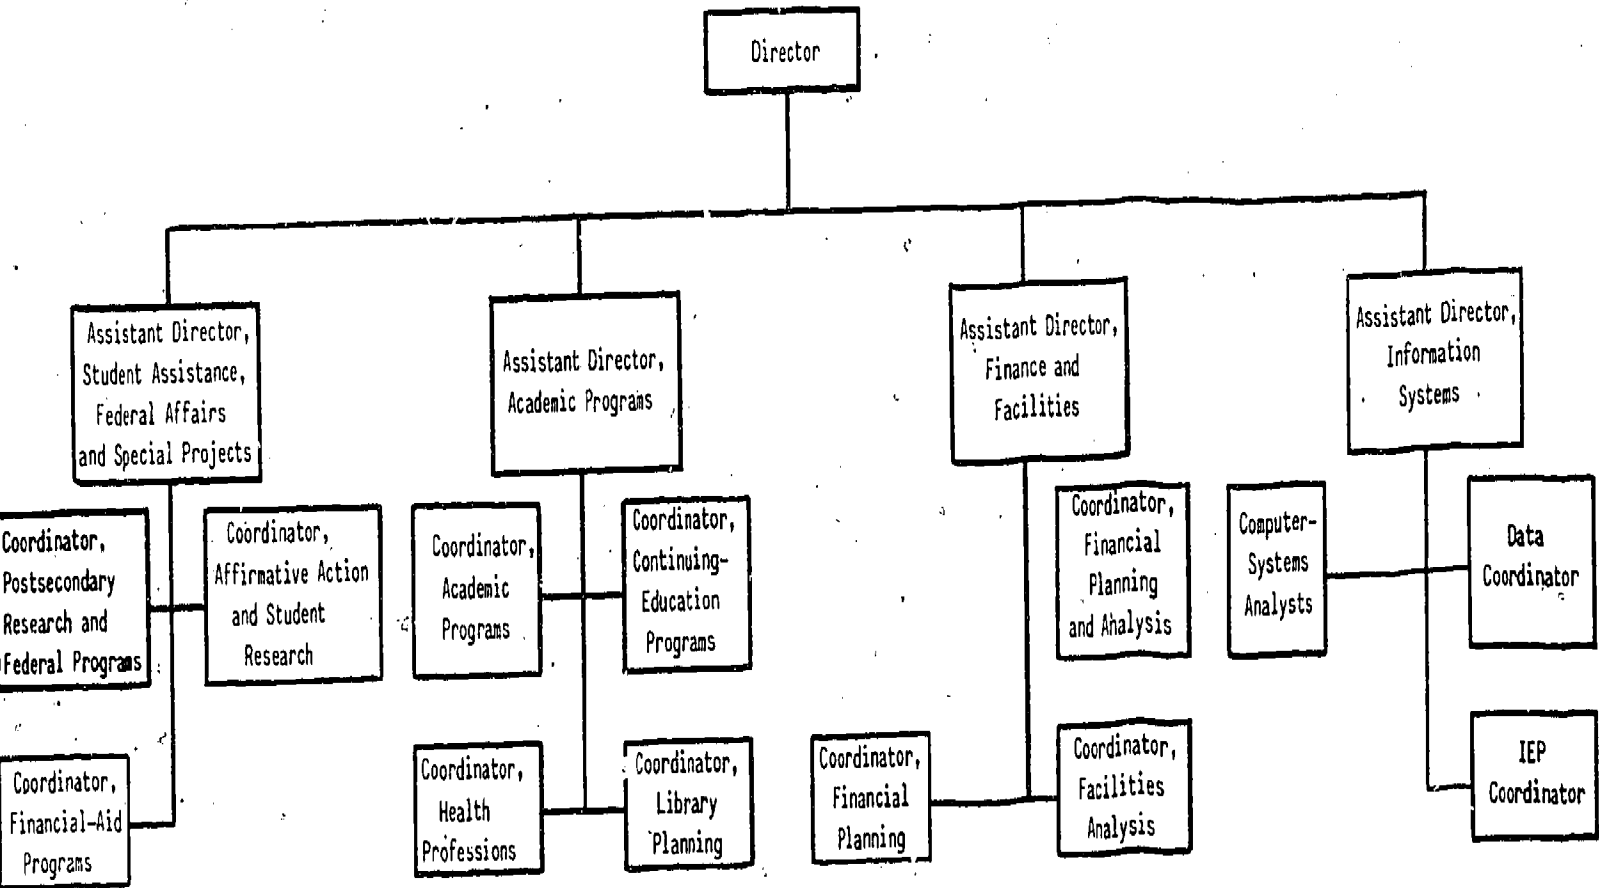 Director
Assistant Director,
Student Assistance,
Federal Affairs
and Special Projects
Assistant Director,
Academic Programs
Assistant Director,
Finance and
Facilities
Assistant Director,
Information
Systems
Coordinator,
Postsecondary
Research and
Federal Programs
Coordinator,
Affirmative Action
and Student
Research
Coordinator,
Academic
Programs
Coordinator,
Continuing-
Education
Programs
Coordinator,
Financial
Planning
and Analysis
Computer-
Systems
Analysts
Data
Coordinator
Coordinator,
Financial-Aid
Programs
Coordinator,
Health
Professions
Coordinator,
Library
Planning
Coordinator,
Financial
Planning
Coordinator,
Facilities
Analysis
IEP
Coordinator